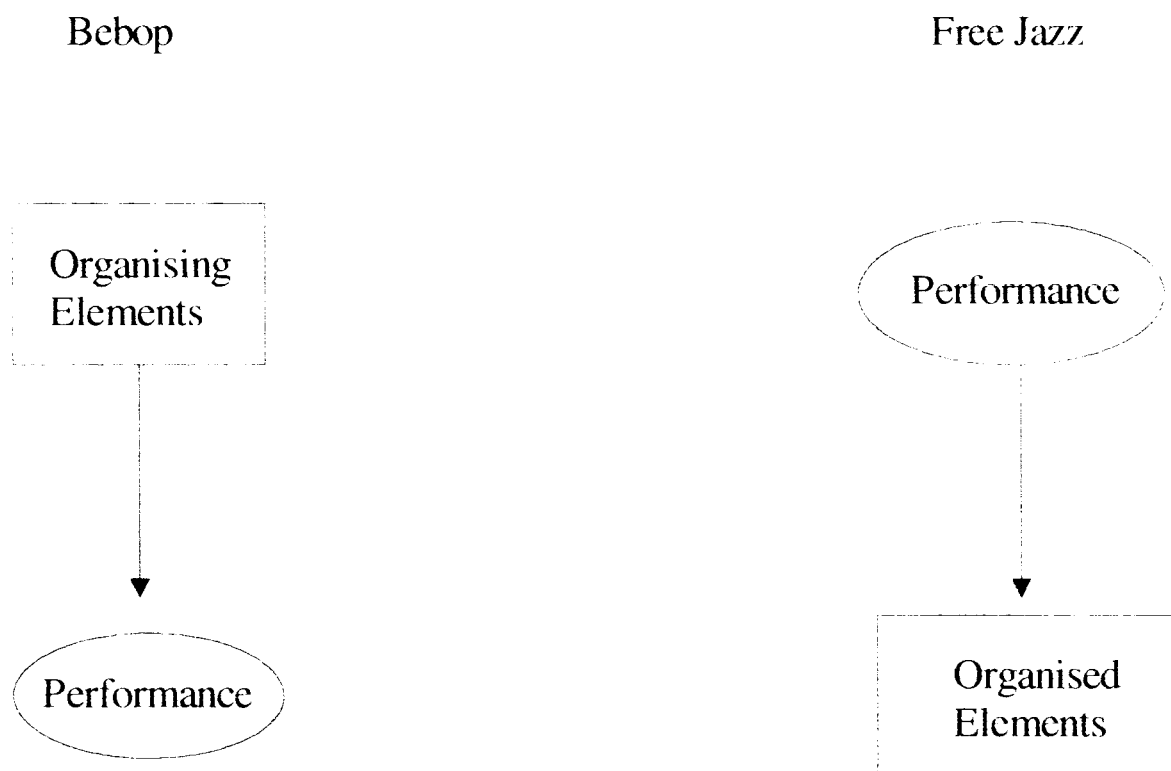 Bebop
Free Jazz
Organising
Elements
Performance
Performance
Organised
Elements